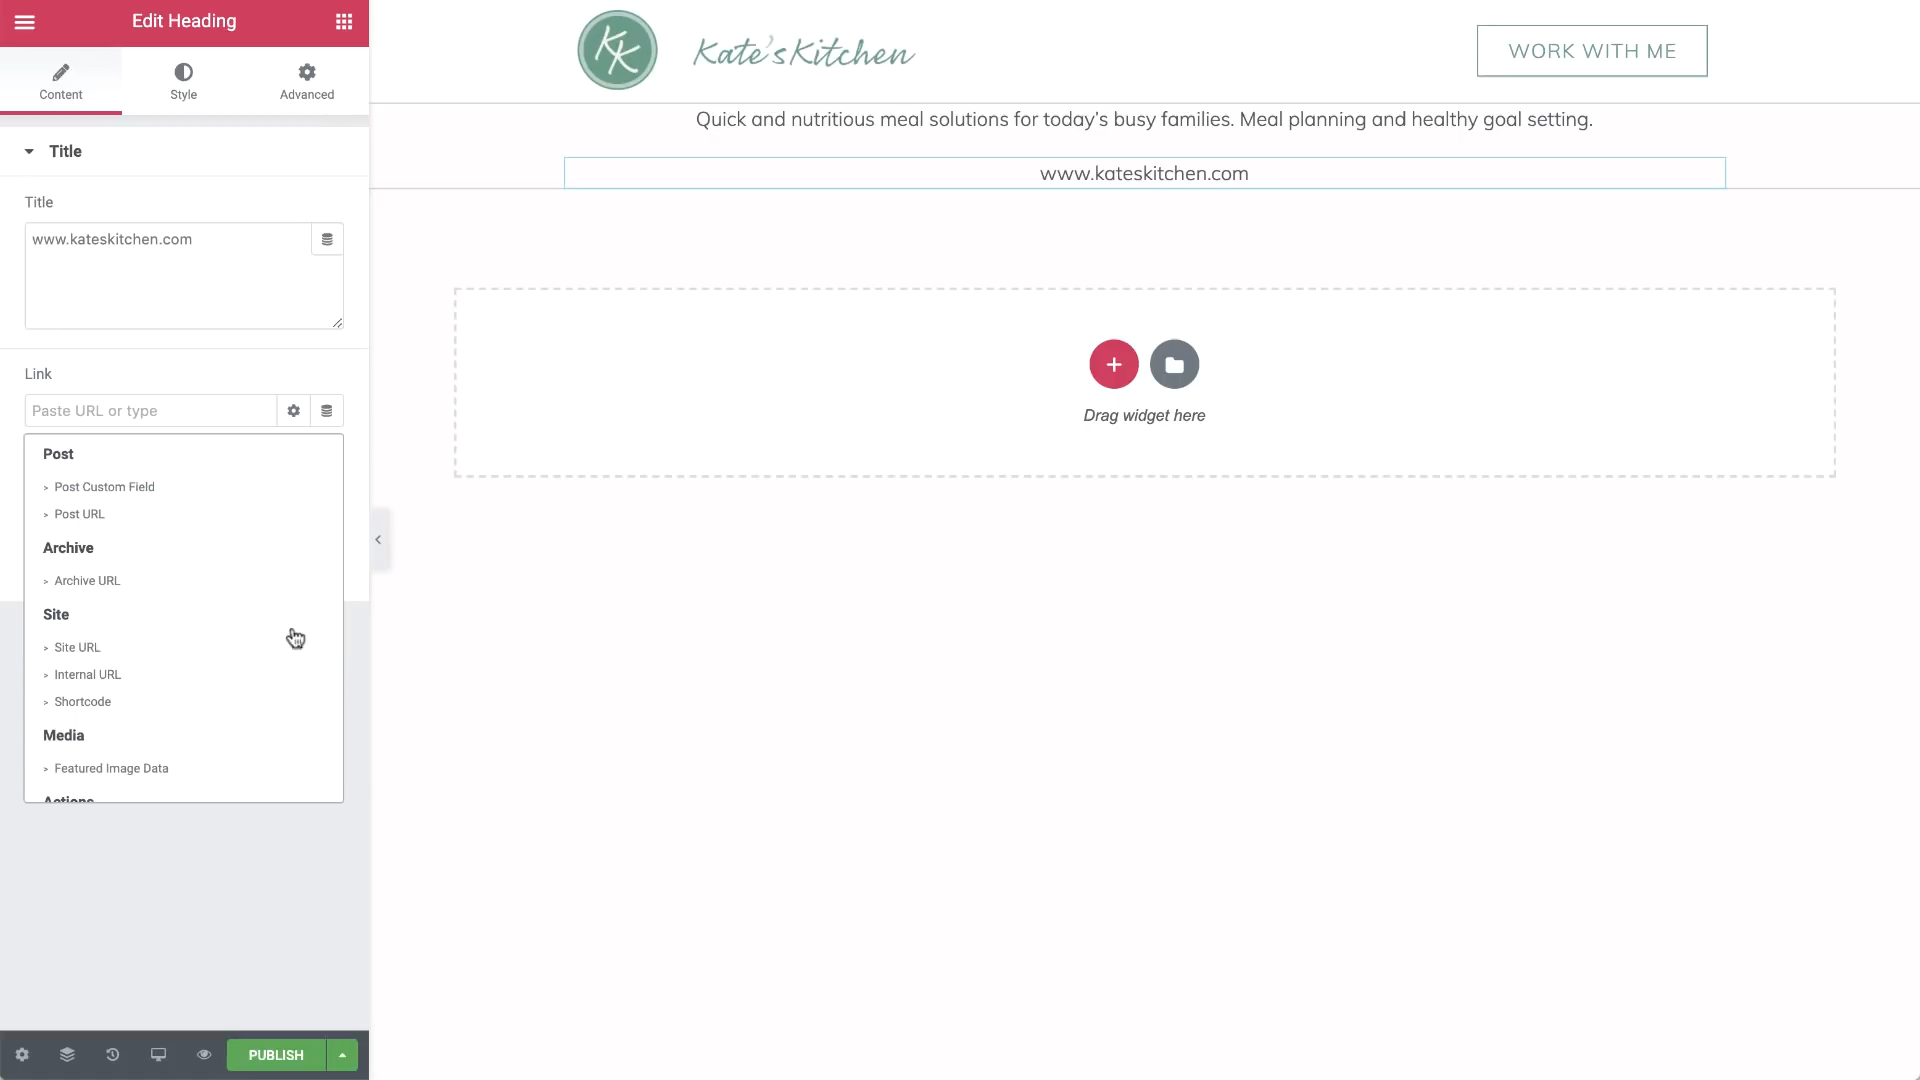 Edit Heading
Content
Style
Advanced
Title
Title
www.kateskitchen.com
Link
Paste URL or type
Post
> Post Custom Field
> Post URL
Archive
> Archive URL
Site
> Site URL
> Internal URL
> Shortcode
Media
> Featured Image Data
Actions
PUBLISH
KK
Kate's Kitchen
WORK WITH ME
Quick and nutritious meal solutions for today's busy families. Meal planning and healthy goal setting.
www.kateskitchen.com
Drag widget here